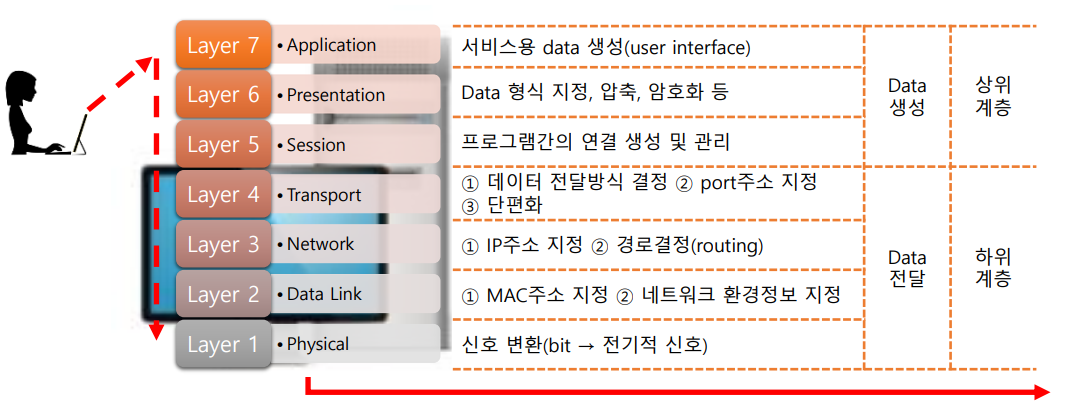 Layer 7 • Application 서비스용 data 생성(user interface)
Layer 6 • Presentation Data 형식 지정, 압축, 암호화 등
Data
생성
상위
계층
Layer 5 • Session 프로그램간의 연결 생성 및 관리
Layer 4 • Transport ① 데이터 전달방식 결정 ② port주소 지정
③ 단편화
Layer 3 • Network ① IP주소 지정 ② 경로결정(routing)
Data
전달
하위
계층
Layer 2 • Data Link ① MAC주소 지정 ② 네트워크 환경정보 지정
Layer 1 • Physical 신호 변환(bit → 전기적 신호)